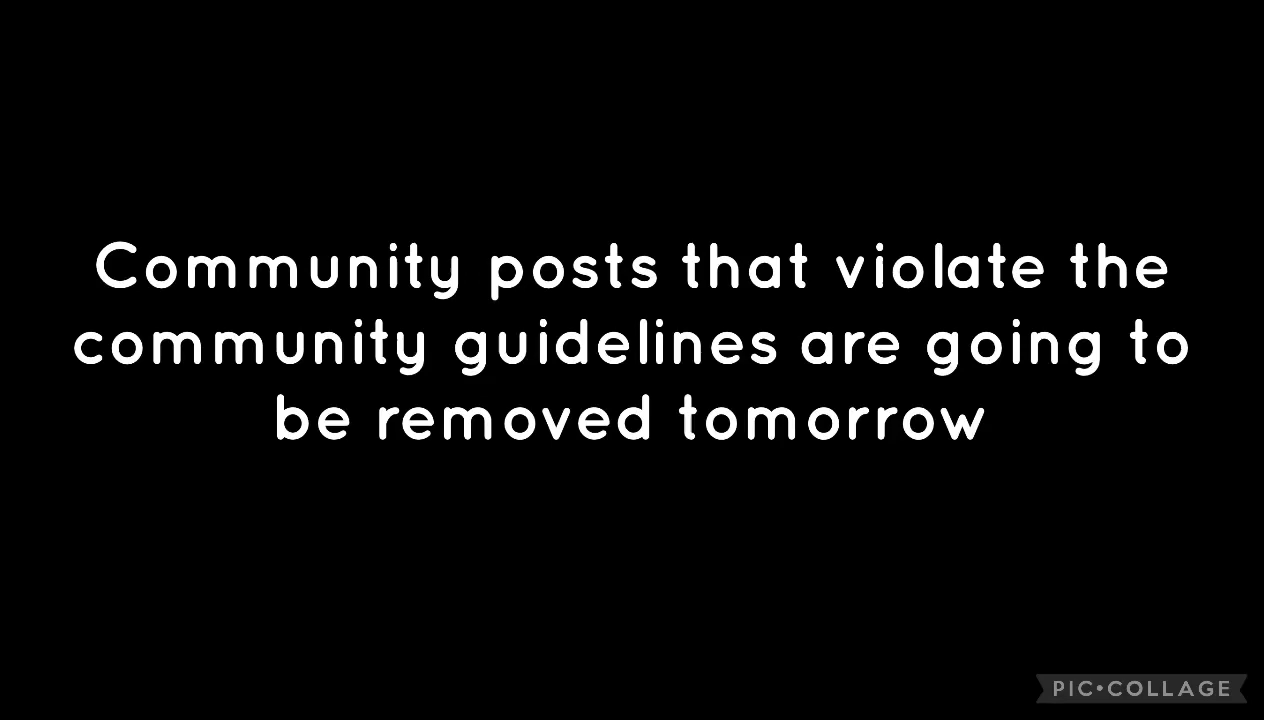 Community posts that violate the
community guidelines are going to
be removed tomorrow
PIC•COLLAGE